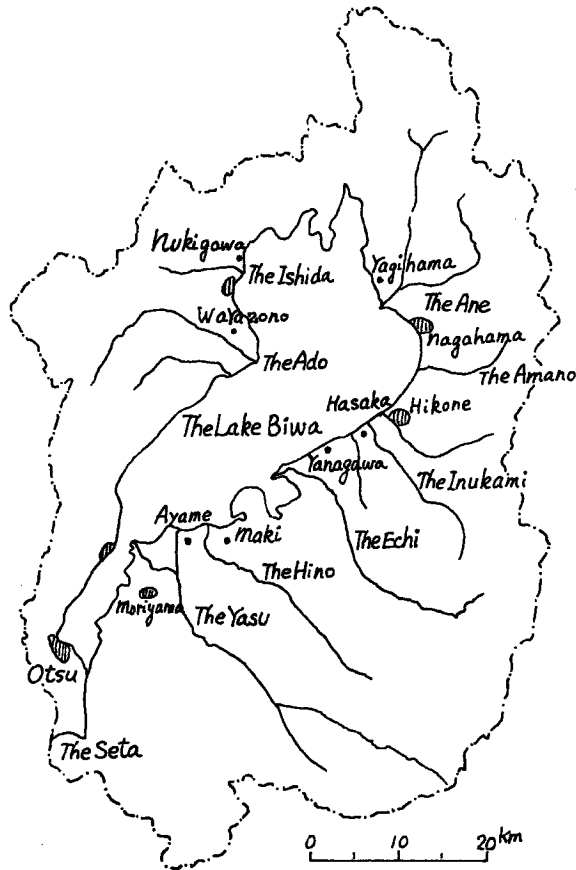 Nukigawa
The Ishida
Yagihama
Wayazono
The Ane
Nagahama
The Ado
The Amano
Hasaka
Hikone
The Lake Biwa
Yanagawa
The Inukami
Ayame
Maki
The Echi
The Hino
Moriyama
The Yasu
Otsu
The Seta
0 10 20 km